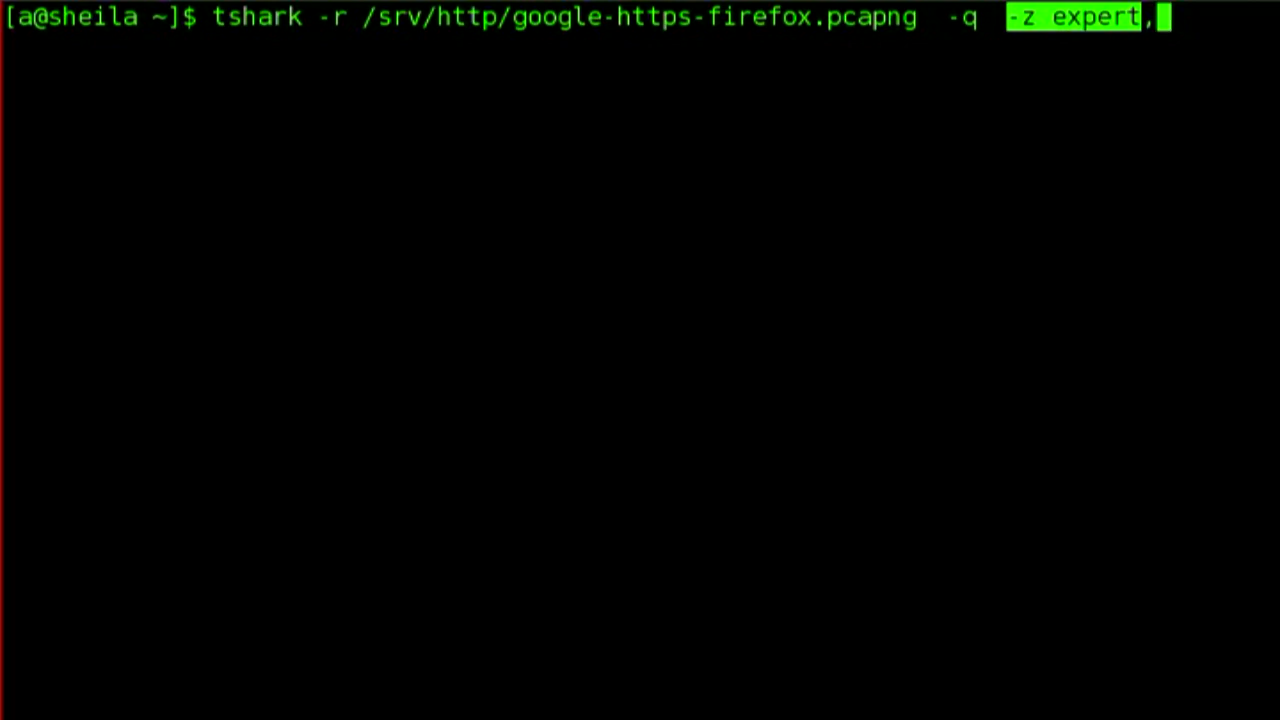 [a@sheila ~]$ tshark -r /srv/http/google-https-firefox.pcapng  -q  -z expert,